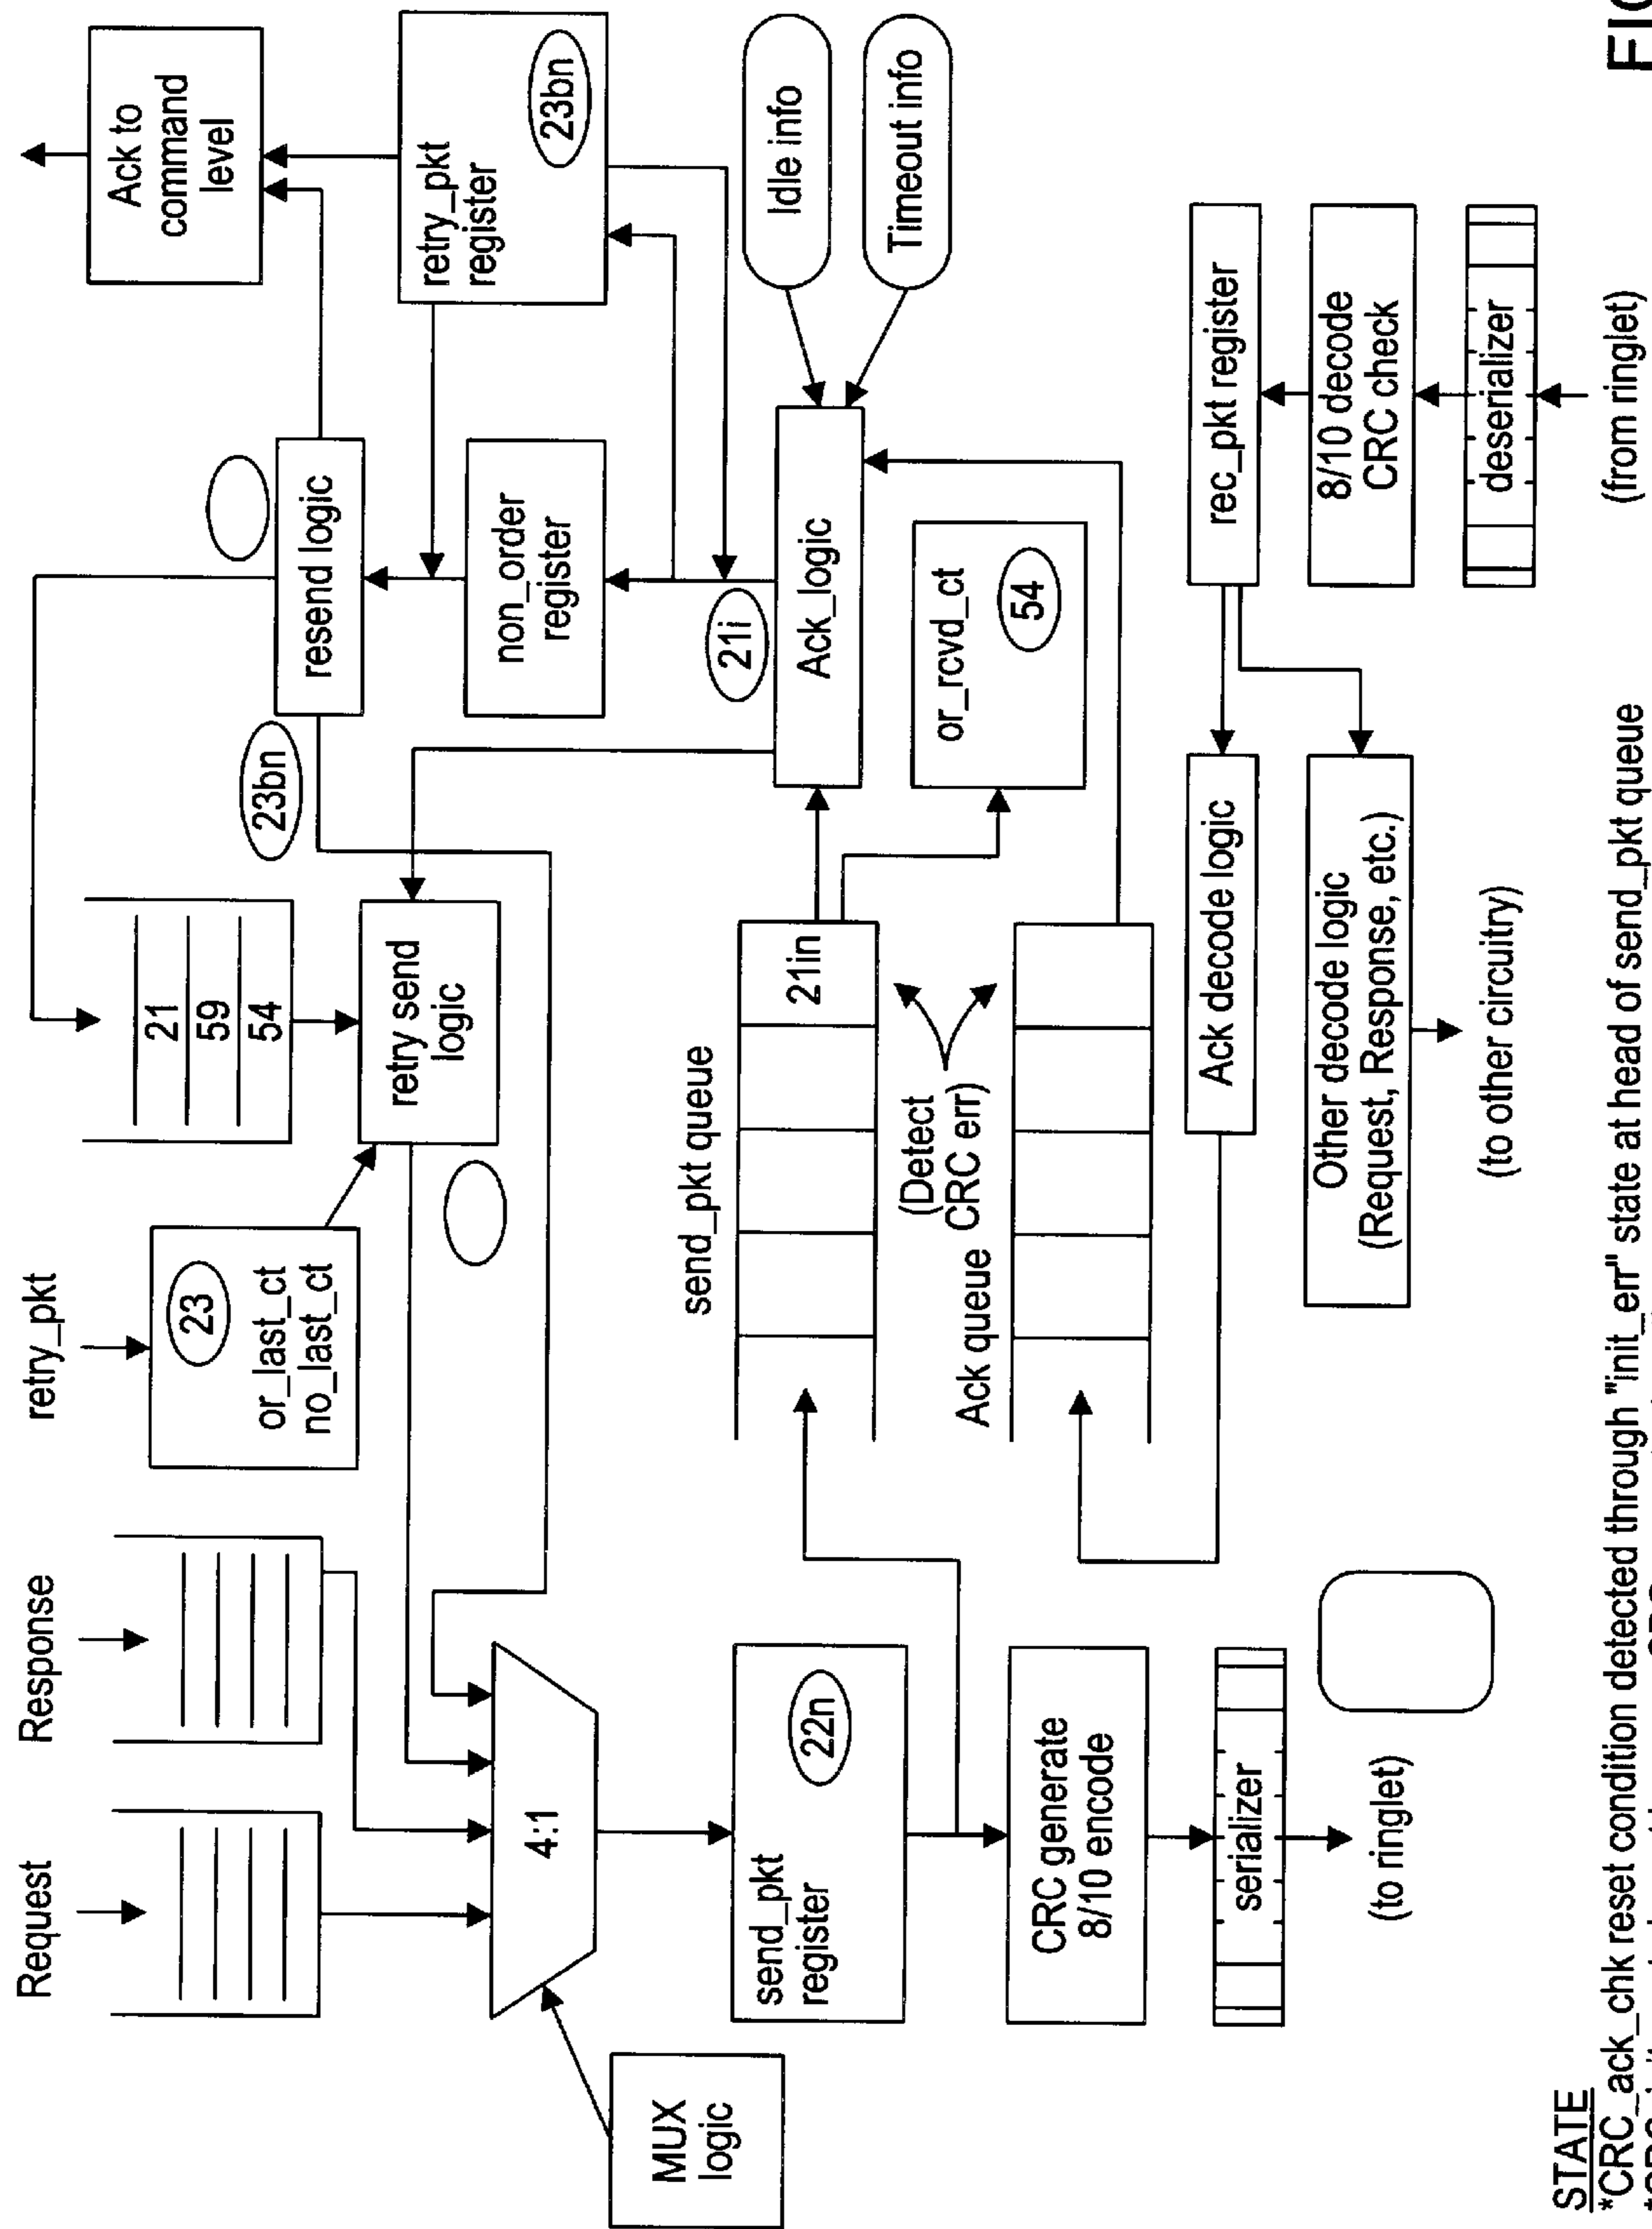 Request
Response
retry_pkt
23
or_last_ct
no_last_ct
21
59
54
retry send
logic
23bn
resend logic
Ack to
command
level
retry_pkt
register
23bn
non_order
register
21i
Ack_logic
Idle info
Timeout info
or_rcvd_ct
54
MUX
logic
4:1
send_pkt
register
22n
send_pkt queue
21in
(Detect
CRC err)
Ack queue
CRC generate
8/10 encode
serializer
(to ringlet)
Ack decode logic
Other decode logic
(Request, Response, etc.)
(to other circuitry)
rec_pkt register
8/10 decode
CRC check
deserializer
(from ringlet)
STATE
*CRC_ack_chk reset condition detected through "init_err" state at head of send_pkt queue